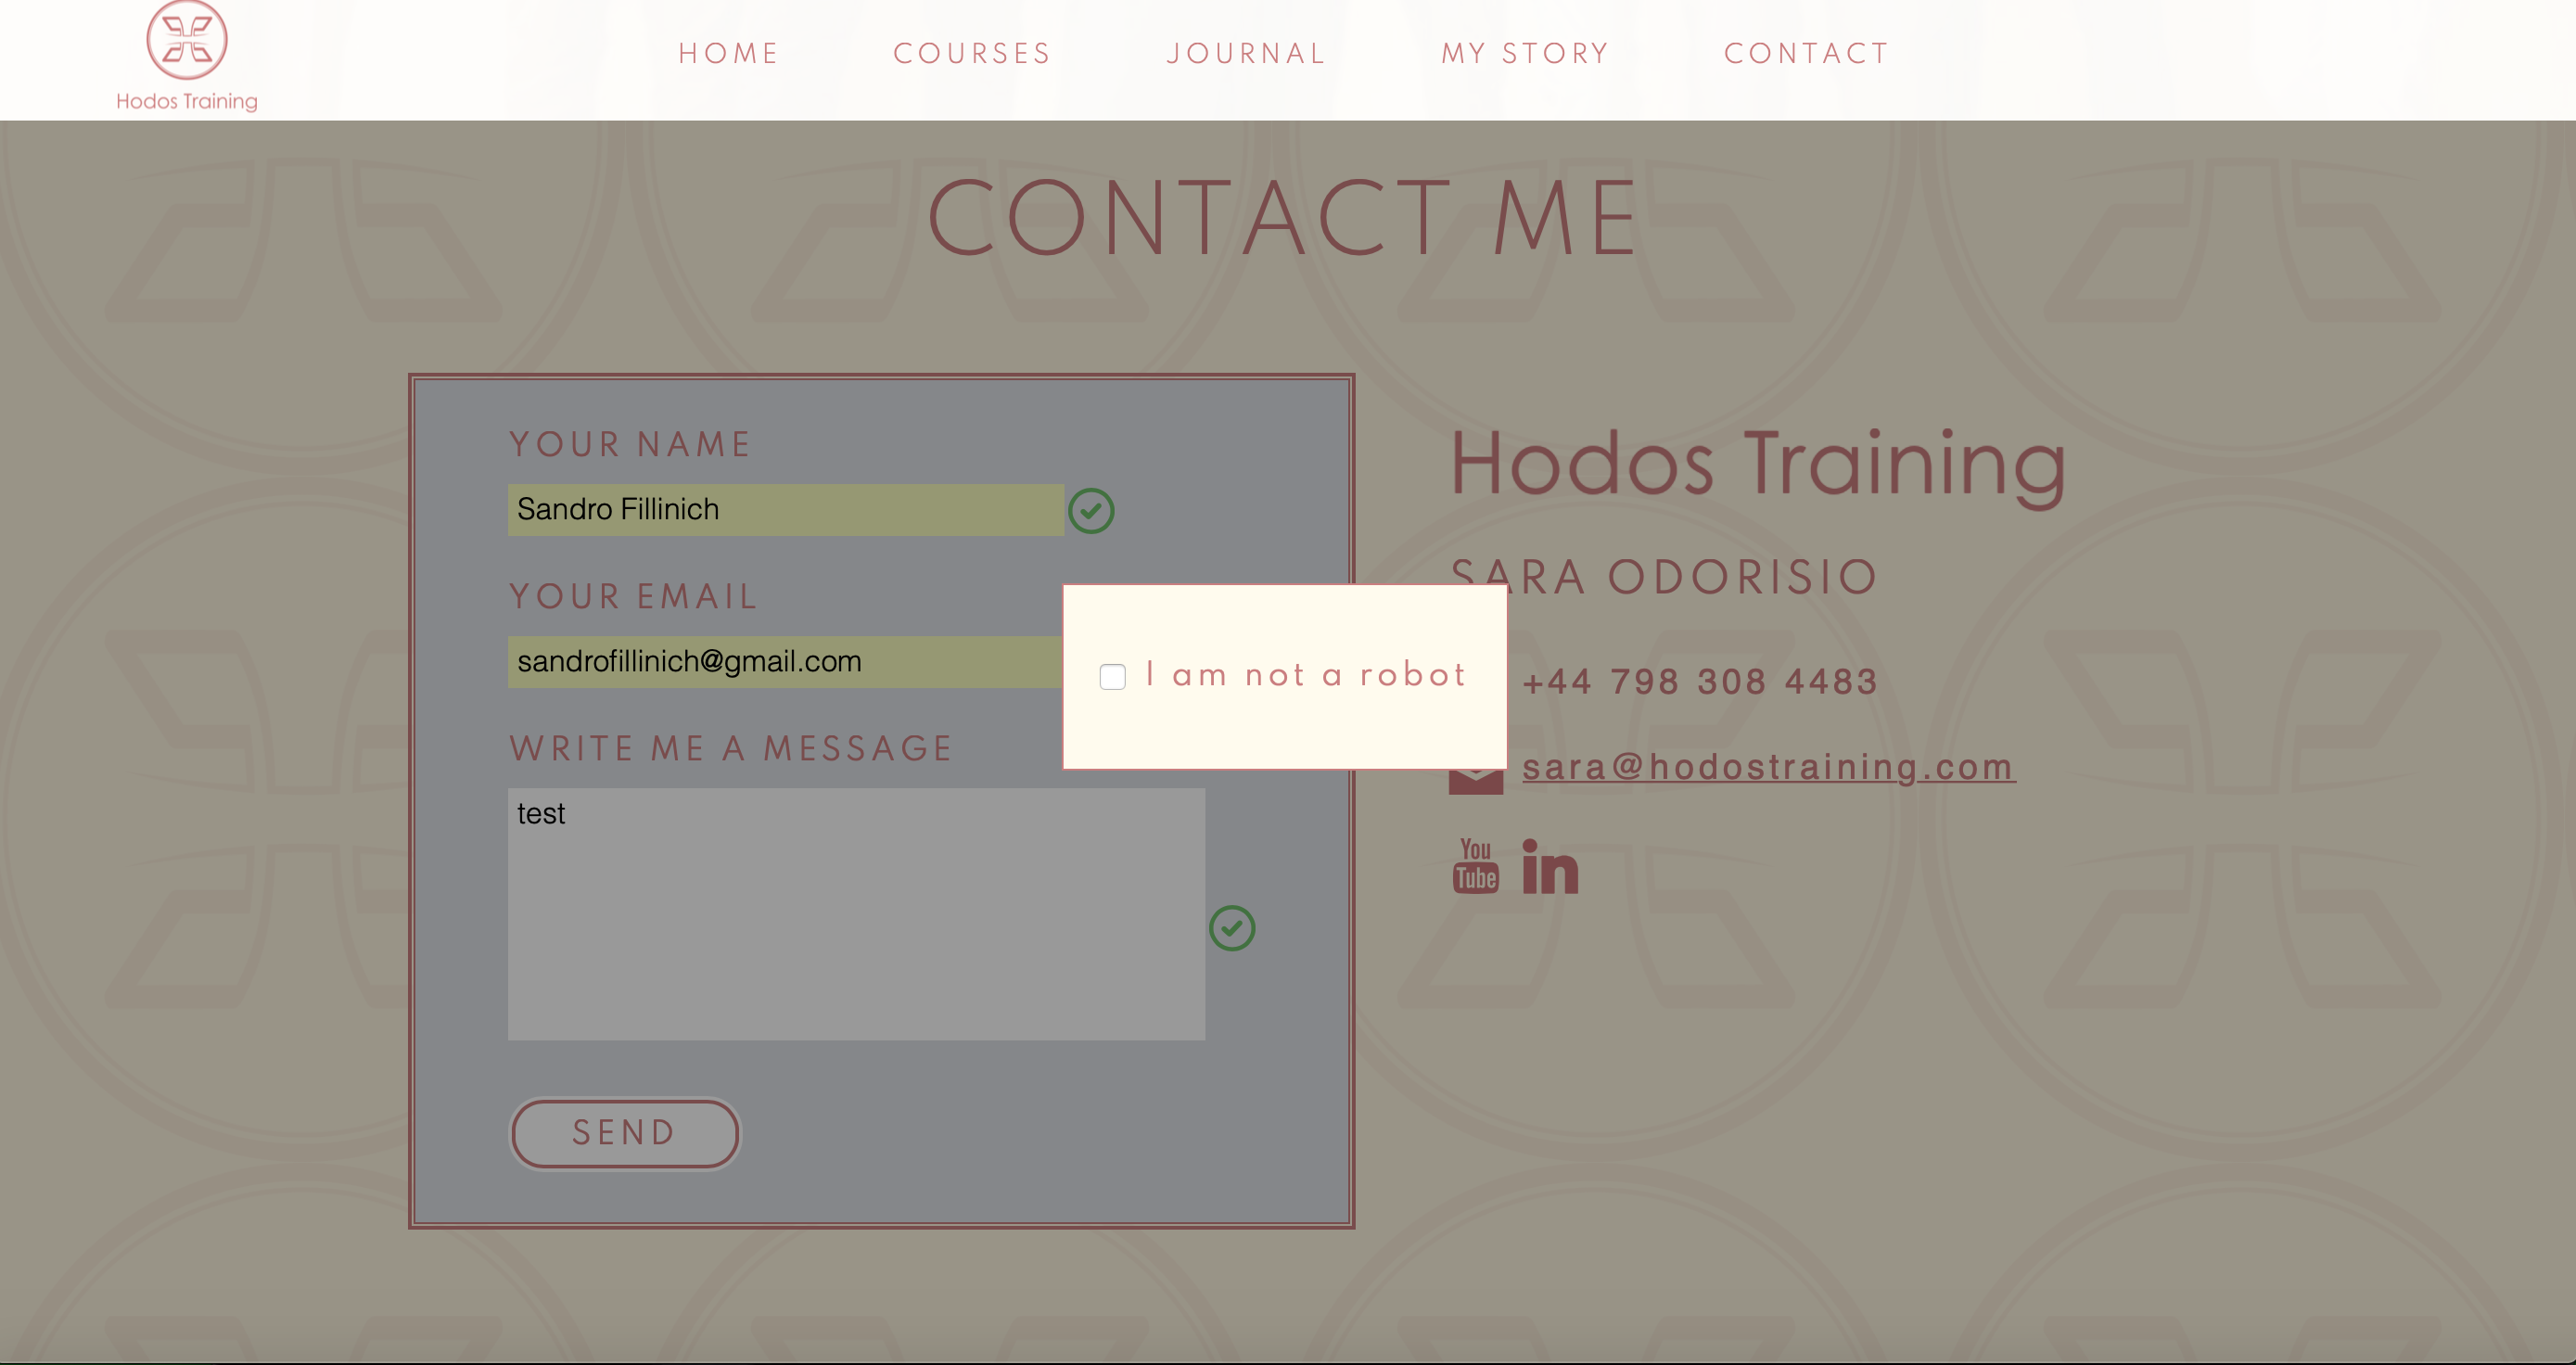 Hodos Training
HOME COURSES JOURNAL MY STORY CONTACT
CONTACT ME
YOUR NAME
Sandro Fillinich
YOUR EMAIL
sandrofillinich@gmail.com
WRITE ME A MESSAGE
test
SEND
I am not a robot
Hodos Training
SARA ODORISIO
+44 798 308 4483
sara@hodostraining.com
You
Tube
in